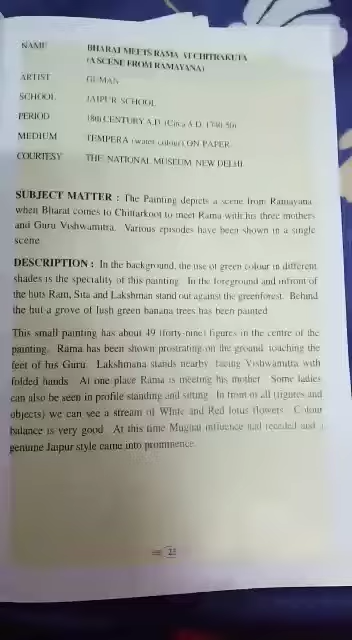 NAME BHARAT MEETS RAMA AT CHITRAKUTA
(A SCENE FROM RAMAYANA)
ARTIST GUMAN
SCHOOL JAIPUR SCHOOL
PERIOD 18th CENTURY A.D. (Circa A.D. 1740-50)
MEDIUM TEMPERA (water colour) ON PAPER
COURTESY THE NATIONAL MUSEUM, NEW DELHI
SUBJECT MATTER : The Painting depicts a scene from Ramayana
when Bharat comes to Chittarkoot to meet Rama with his three mothers
and Guru Vishwamitra. Various episodes have been shown in a single
scene
DESCRIPTION : In the background, the use of green colour in different
shades is the speciality of this painting. In the foreground and infront of
the huts Ram, Sita and Lakshman stand out against the greenforest. Behind
the hut a grove of lush green banana trees has been painted
This small painting has about 49 (forty-nine) figures in the centre of the
painting. Rama has been shown prostrating on the ground touching the
feet of his Guru. Lakshmana stands nearby facing Vishwamitra with
folded hands. At one place Rama is meeting his mother. Some ladies
can also be seen in profile standing and sitting. In front of all (figures and
objects) we can see a stream of White and Red lotus flowers. Colour
balance is very good. At this time Mughal influence had receded and
genuine Jaipur style came into prominence.